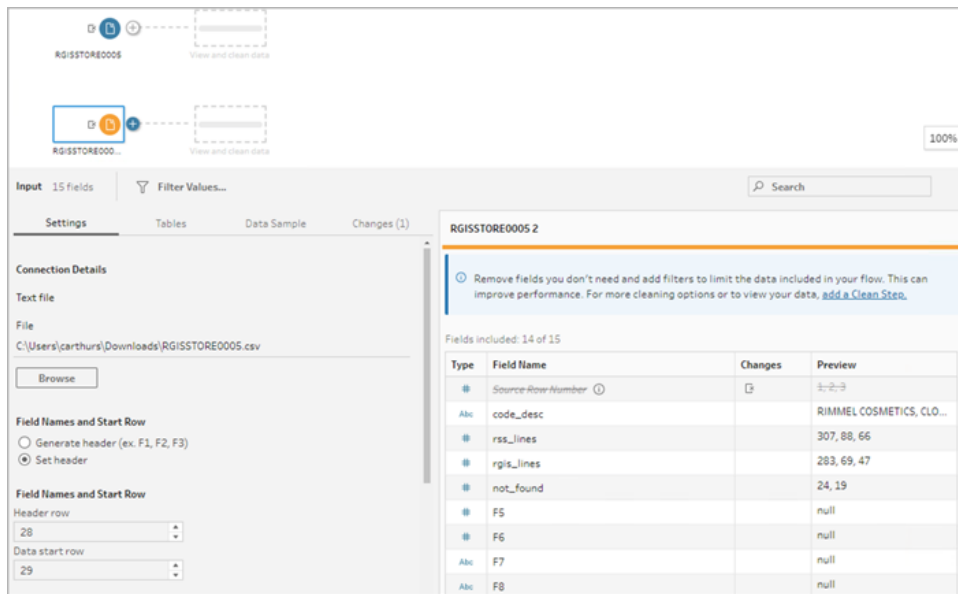 RGISSTORE0005
View and clean data
RGISSTORE000...
View and clean data
100%
Input 15 fields Filter Values... Search
Settings Tables Data Sample Changes (1)
RGISSTORE0005 2
Connection Details
Text file
File
C:\Users\carthurs\Downloads\RGISSTORE0005.csv
Browse
Field Names and Start Row
Generate header (ex. F1, F2, F3)
Set header
Field Names and Start Row
Header row
28
Data start row
29
Remove fields you don't need and add filters to limit the data included in your flow. This can
improve performance. For more cleaning options or to view your data, add a Clean Step.
Fields included: 14 of 15
Type Field Name Changes Preview
# Source Row Number 1, 2, 3
Abc code_desc RIMMEL COSMETICS, CLO...
# rss_lines 307, 88, 66
# rgis_lines 283, 69, 47
# not_found 24, 19
# F5 null
# F6 null
Abc F7 null
Abc F8 null